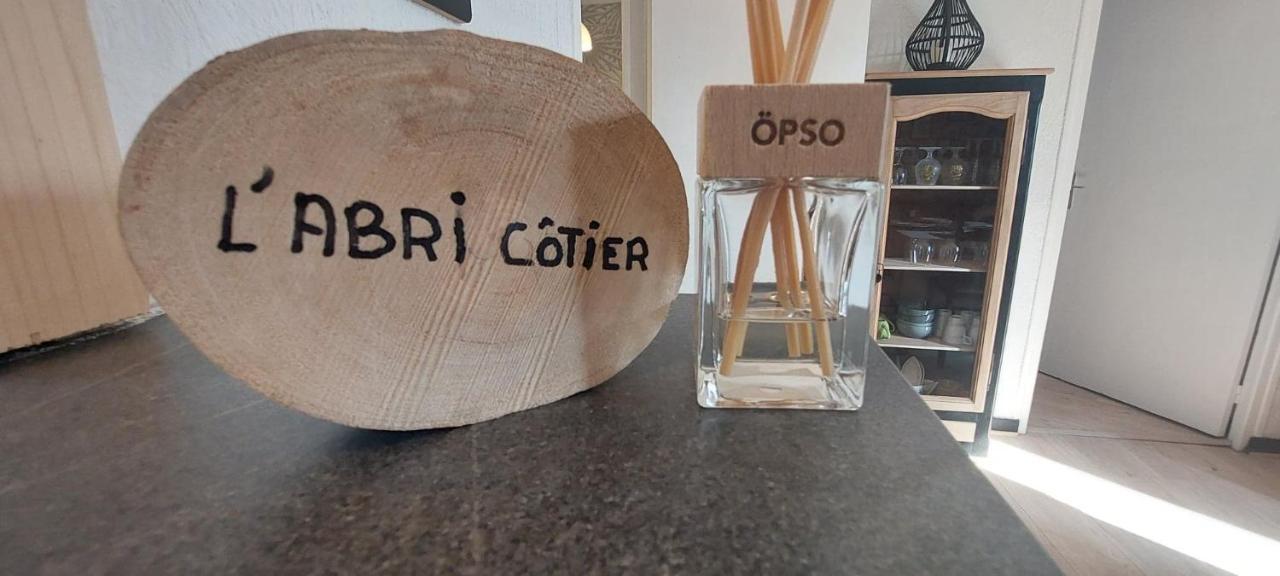 L'ABRi CÔTiER
ÖPSO